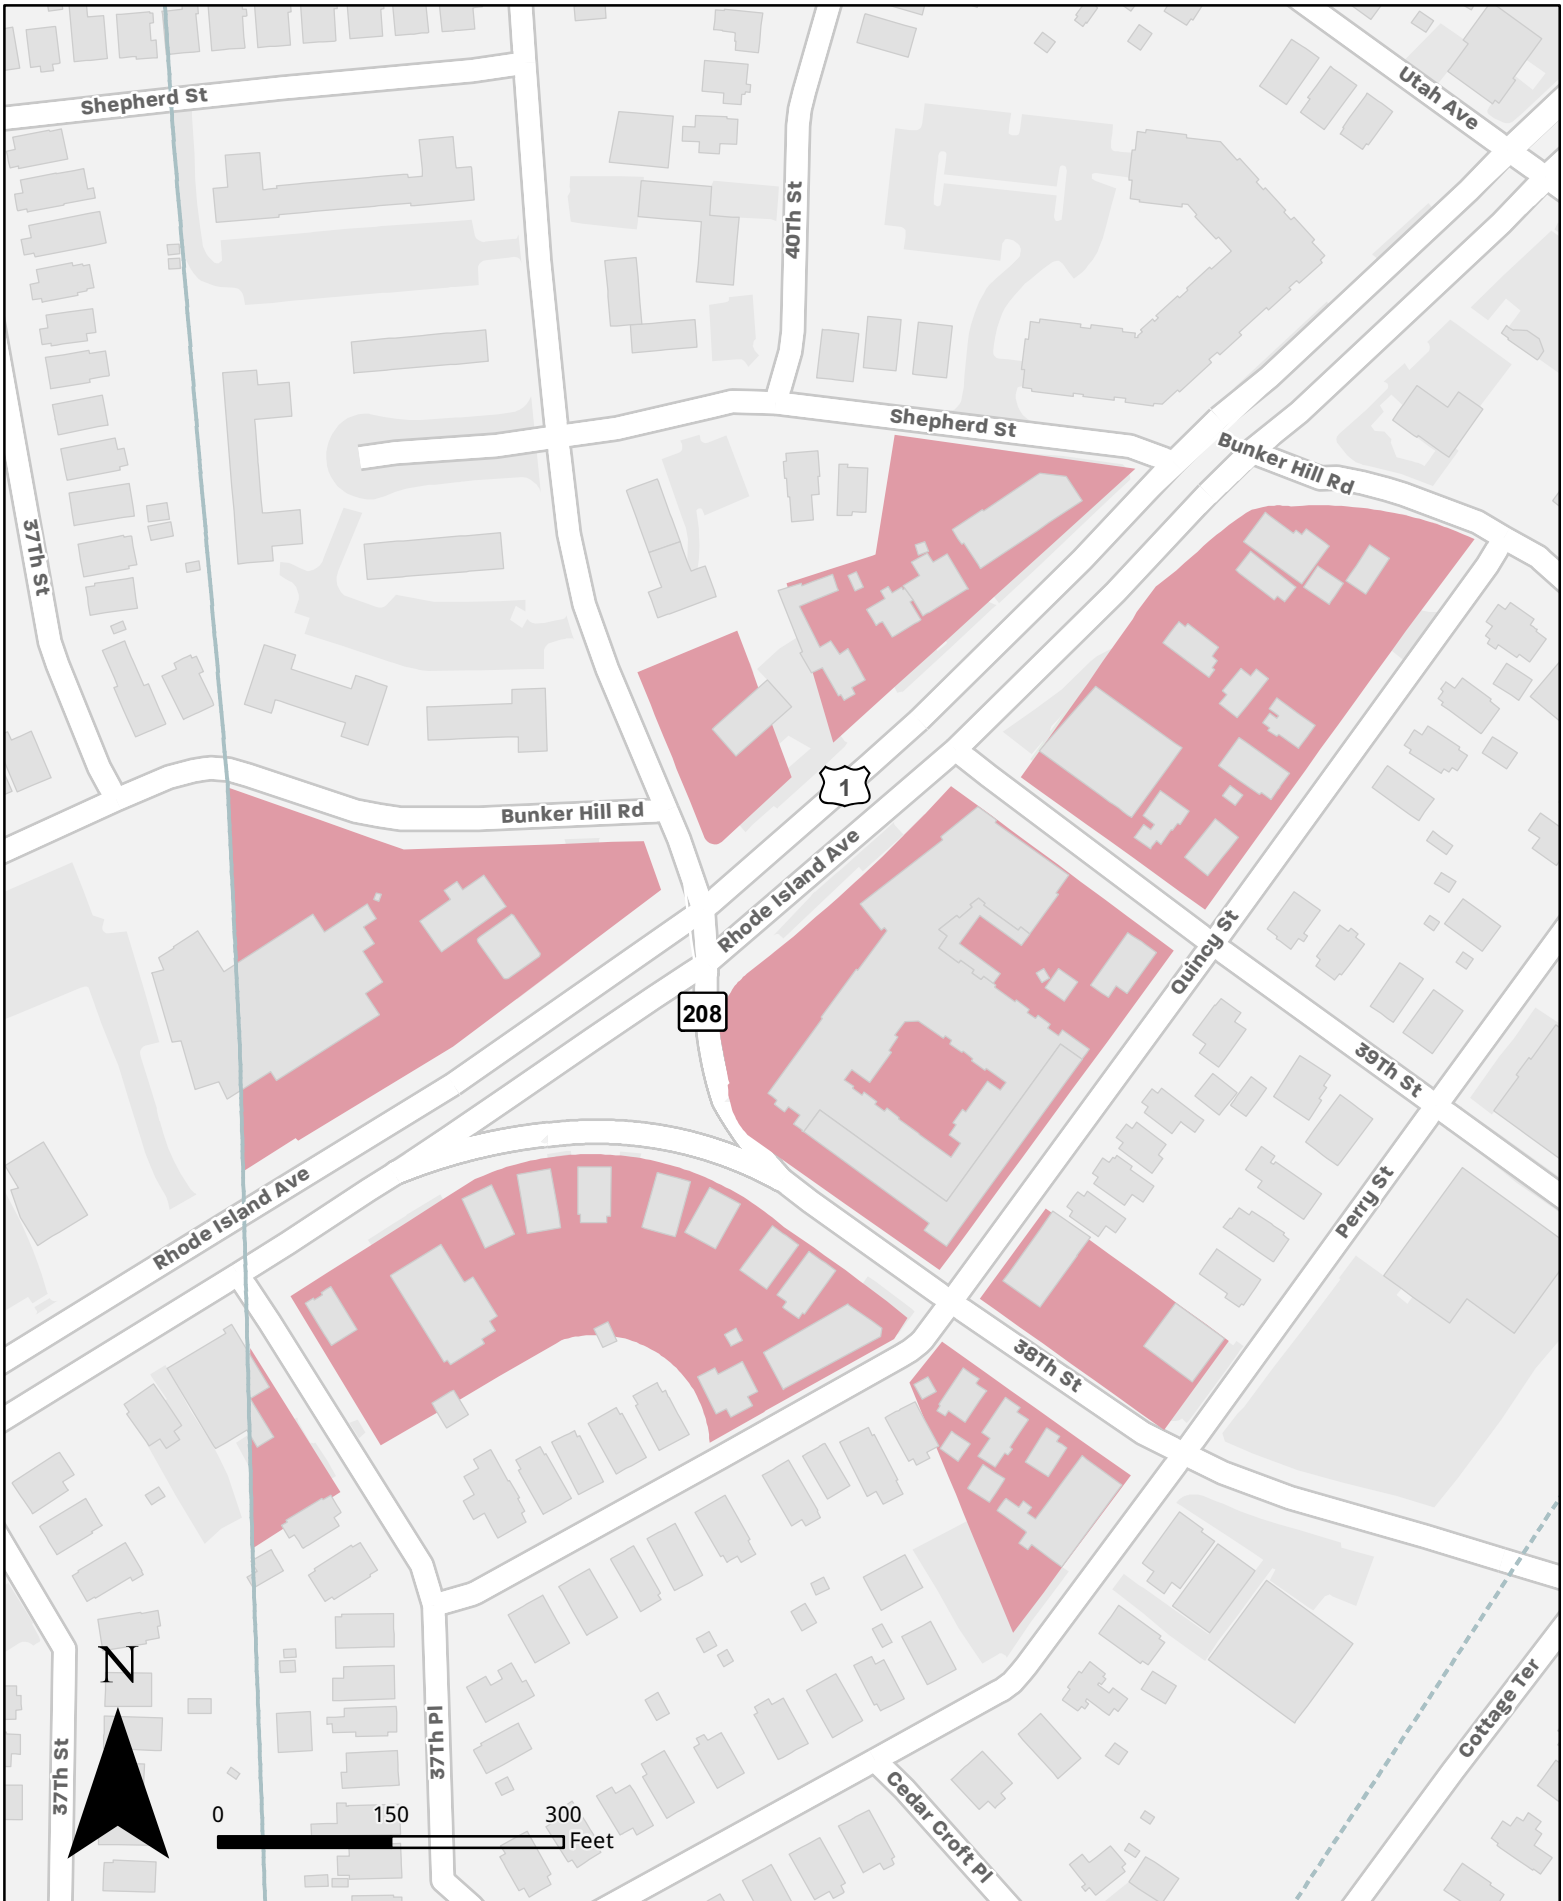 Utah Ave
Shepherd St
40Th St
Shepherd St
Bunker Hill Rd
37Th St
1
Bunker Hill Rd
Rhode Island Ave
Quincy St
208
39Th St
Perry St
Rhode Island Ave
38Th St
N
Cottage Ter
37Th Pl
37Th St
Cedar Croft Pl
0 150 300
Feet